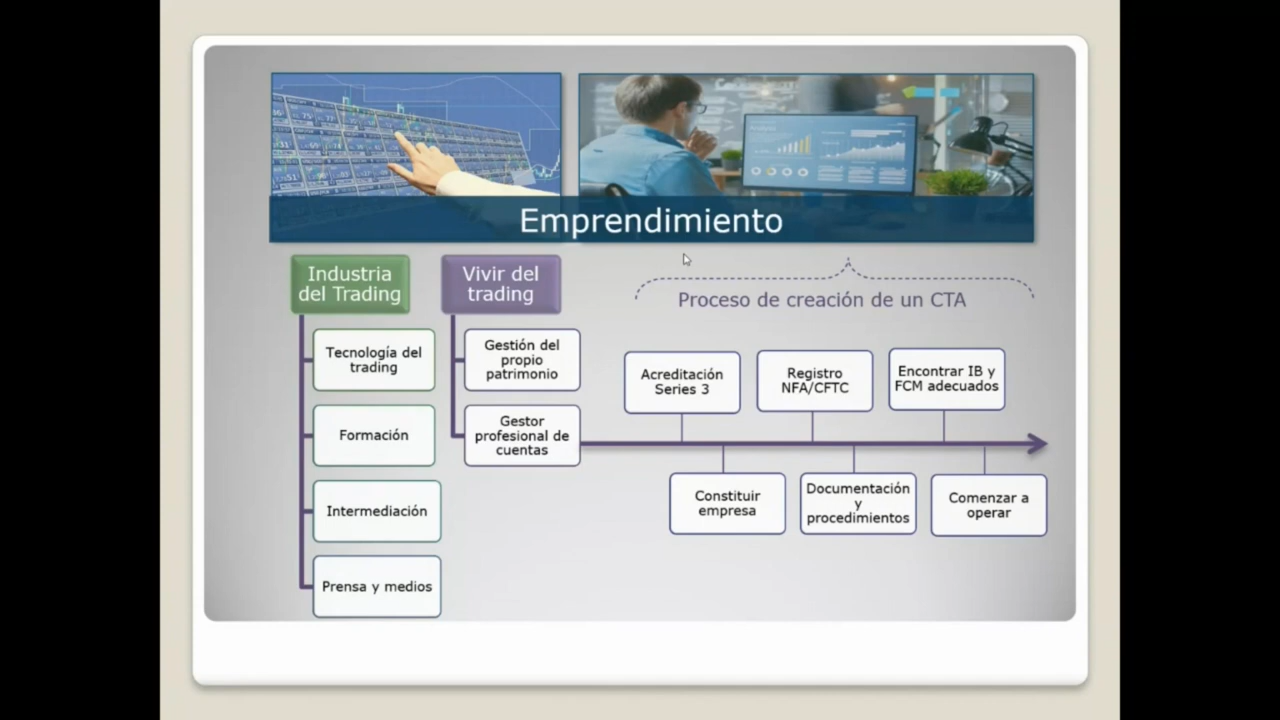 Emprendimiento
Industria
del Trading
Tecnología del
trading
Formación
Intermediación
Prensa y medios
Vivir del
trading
Gestión del
propio
patrimonio
Gestor
profesional de
cuentas
Proceso de creación de un CTA
Acreditación
Series 3
Constituir
empresa
Registro
NFA/CFTC
Documentación
y
procedimientos
Encontrar IB y
FCM adecuados
Comenzar a
operar